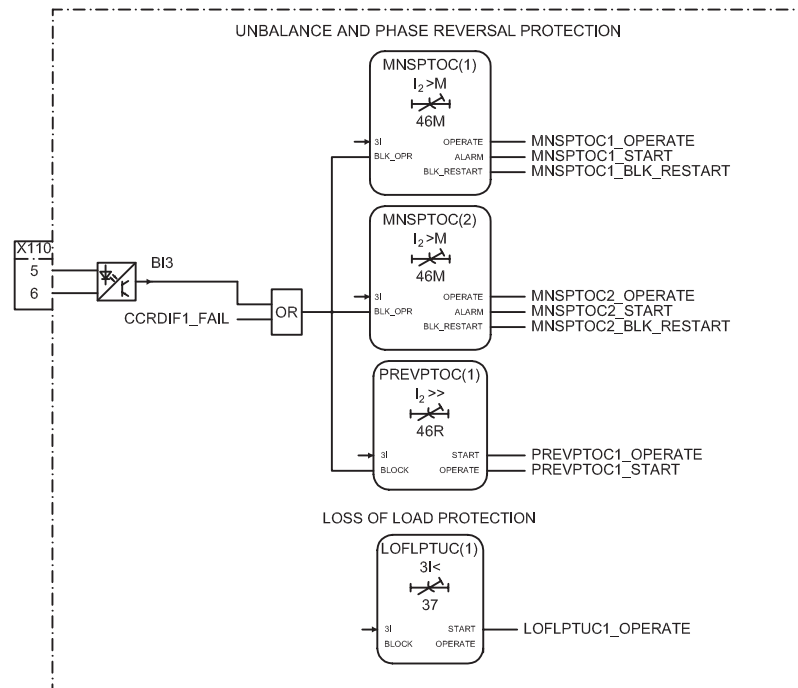 UNBALANCE AND PHASE REVERSAL PROTECTION
MNSPTOC(1)
I2>M
46M
3I
OPERATE
MNSPTOC1_OPERATE
BLK_OPR
ALARM
MNSPTOC1_START
BLK_RESTART
MNSPTOC1_BLK_RESTART
MNSPTOC(2)
I2>M
46M
X110
5
6
BI3
CCRDIF1_FAIL
OR
3I
OPERATE
MNSPTOC2_OPERATE
BLK_OPR
ALARM
MNSPTOC2_START
BLK_RESTART
MNSPTOC2_BLK_RESTART
PREVPTOC(1)
I2>>
46R
3I
START
PREVPTOC1_OPERATE
BLOCK
OPERATE
PREVPTOC1_START
LOSS OF LOAD PROTECTION
LOFLPTUC(1)
3I<
37
3I
START
LOFLPTUC1_OPERATE
BLOCK
OPERATE